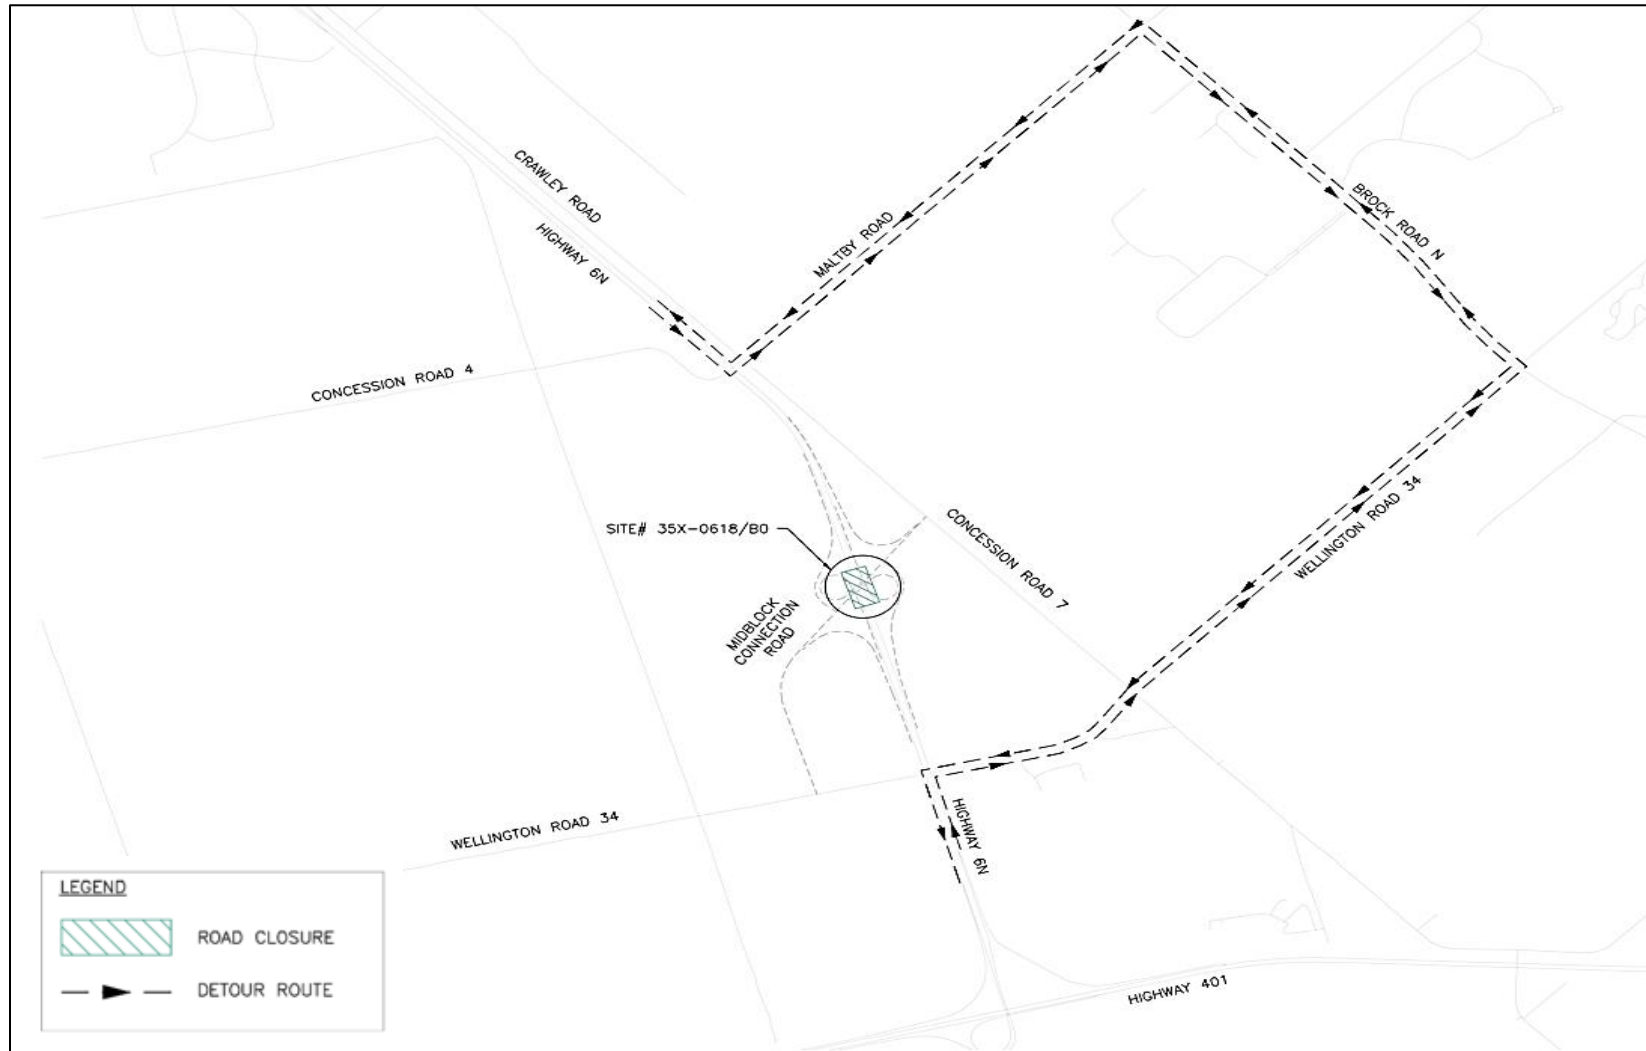 CRAWLEY ROAD
HIGHWAY 6N
MALTBY ROAD
BROCK ROAD N
CONCESSION ROAD 4
SITE# 35X-0618/B0
CONCESSION ROAD 7
WELLINGTON ROAD 34
MIDBLOCK
CONNECTION
ROAD
WELLINGTON ROAD 34
HIGHWAY 6N
HIGHWAY 401
LEGEND
ROAD CLOSURE
DETOUR ROUTE